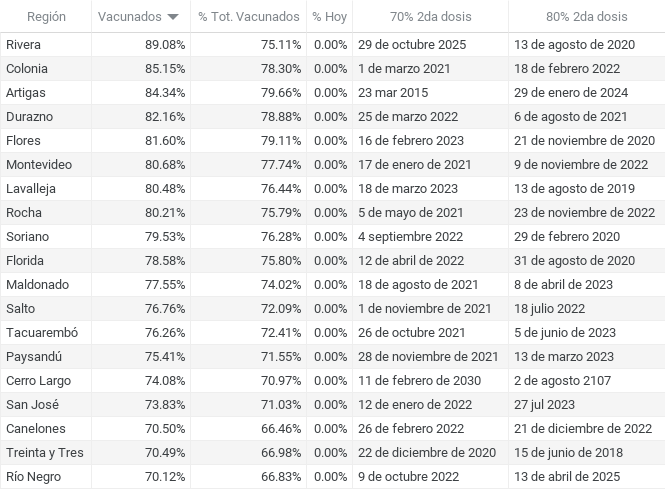 Región Vacunados % Tot. Vacunados % Hoy 70% 2da dosis 80% 2da dosis
Rivera 89.08% 75.11% 0.00% 29 de octubre 2025 13 de agosto de 2020
Colonia 85.15% 78.30% 0.00% 1 de marzo 2021 18 de febrero 2022
Artigas 84.34% 79.66% 0.00% 23 mar 2015 29 de enero de 2024
Durazno 82.16% 78.88% 0.00% 25 de marzo 2022 6 de agosto de 2021
Flores 81.60% 79.11% 0.00% 16 de febrero 2023 21 de noviembre de 2020
Montevideo 80.68% 77.74% 0.00% 17 de enero de 2021 9 de noviembre de 2022
Lavalleja 80.48% 76.44% 0.00% 18 de marzo 2023 13 de agosto de 2019
Rocha 80.21% 75.79% 0.00% 5 de mayo de 2021 23 de noviembre de 2022
Soriano 79.53% 76.28% 0.00% 4 septiembre 2022 29 de febrero 2020
Florida 78.58% 75.80% 0.00% 12 de abril de 2022 31 de agosto de 2020
Maldonado 77.55% 74.02% 0.00% 18 de agosto de 2021 8 de abril de 2023
Salto 76.76% 72.09% 0.00% 1 de noviembre de 2021 18 julio 2022
Tacuarembó 76.26% 72.41% 0.00% 26 de octubre 2021 5 de junio de 2023
Paysandú 75.41% 71.55% 0.00% 28 de noviembre de 2021 13 de marzo 2023
Cerro Largo 74.08% 70.97% 0.00% 11 de febrero de 2030 2 de agosto 2107
San José 73.83% 71.03% 0.00% 12 de enero de 2022 27 jul 2023
Canelones 70.50% 66.46% 0.00% 26 de febrero 2022 21 de diciembre de 2022
Treinta y Tres 70.49% 66.98% 0.00% 22 de diciembre de 2020 15 de junio de 2018
Río Negro 70.12% 66.83% 0.00% 9 de octubre 2022 13 de abril de 2025